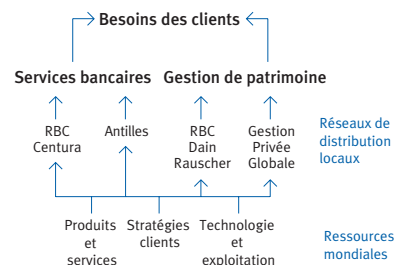 Besoins des clients
Services bancaires Gestion de patrimoine
RBC
Centura
Antilles
RBC
Dain
Rauscher
Gestion
Privée
Globale
Réseaux de
distribution
locaux
Produits
et
services
Stratégies
clients
Technologie
et
exploitation
Ressources
mondiales